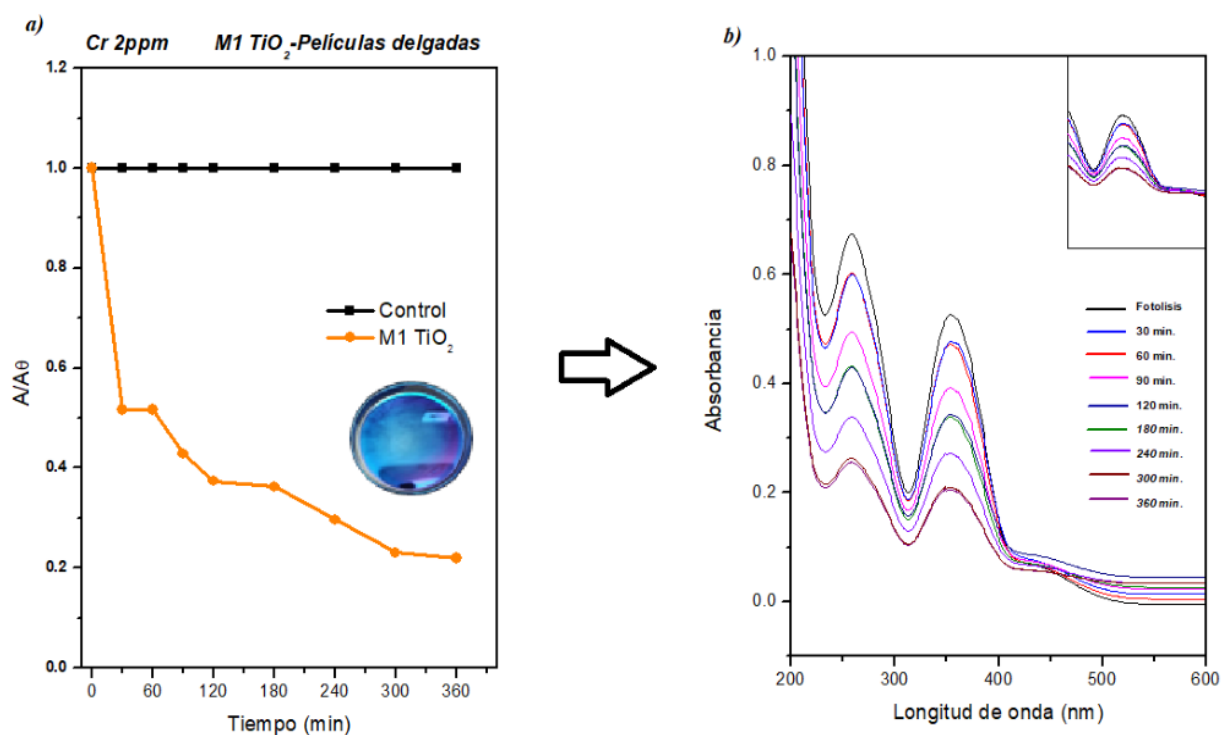 a)
Cr 2ppm M1 TiO2-Películas delgadas
1.2
1.0
0.8
0.6
0.4
0.2
0.0
A/Aθ
Control
M1 TiO2
0 60 120 180 240 300 360
Tiempo (min)
b)
1.0
0.8
0.6
0.4
0.2
0.0
Absorbancia
Fotolisis
30 min.
60 min.
90 min.
120 min.
180 min.
240 min.
300 min.
360 min.
200 300 400 500 600
Longitud de onda (nm)